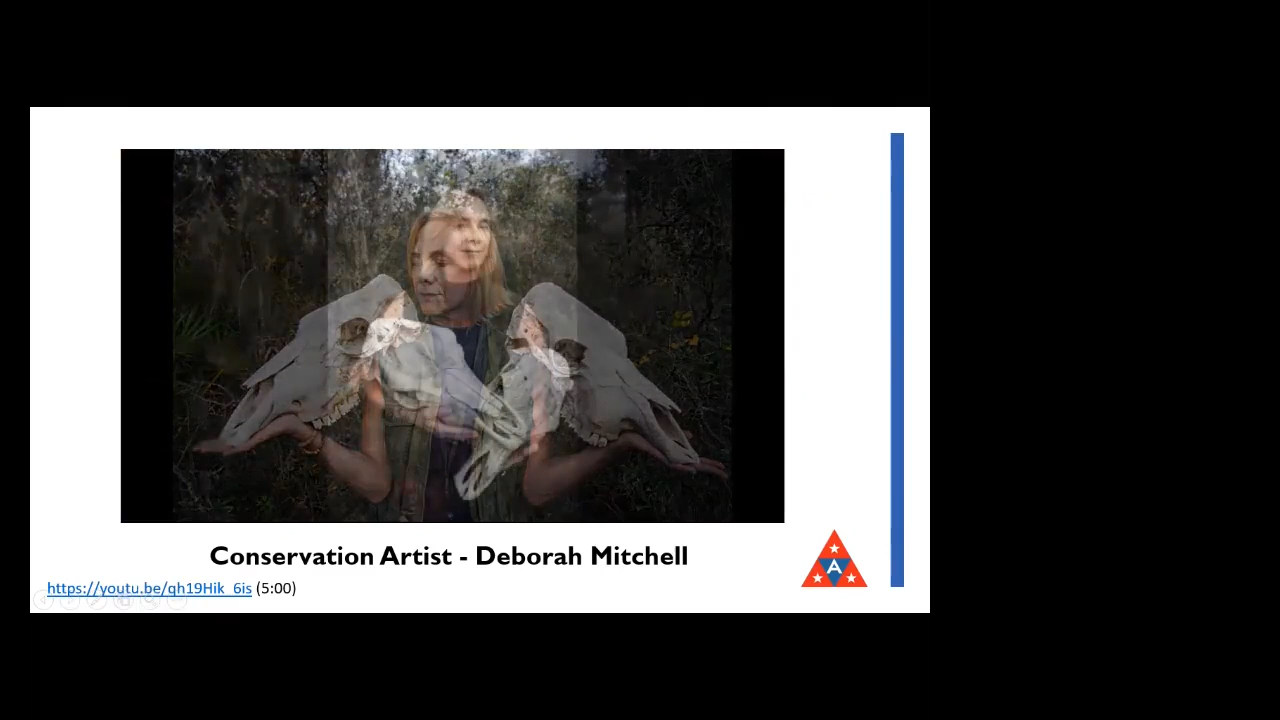 Conservation Artist - Deborah Mitchell
https://youtu.be/qh19Hik_6is (5:00)
A